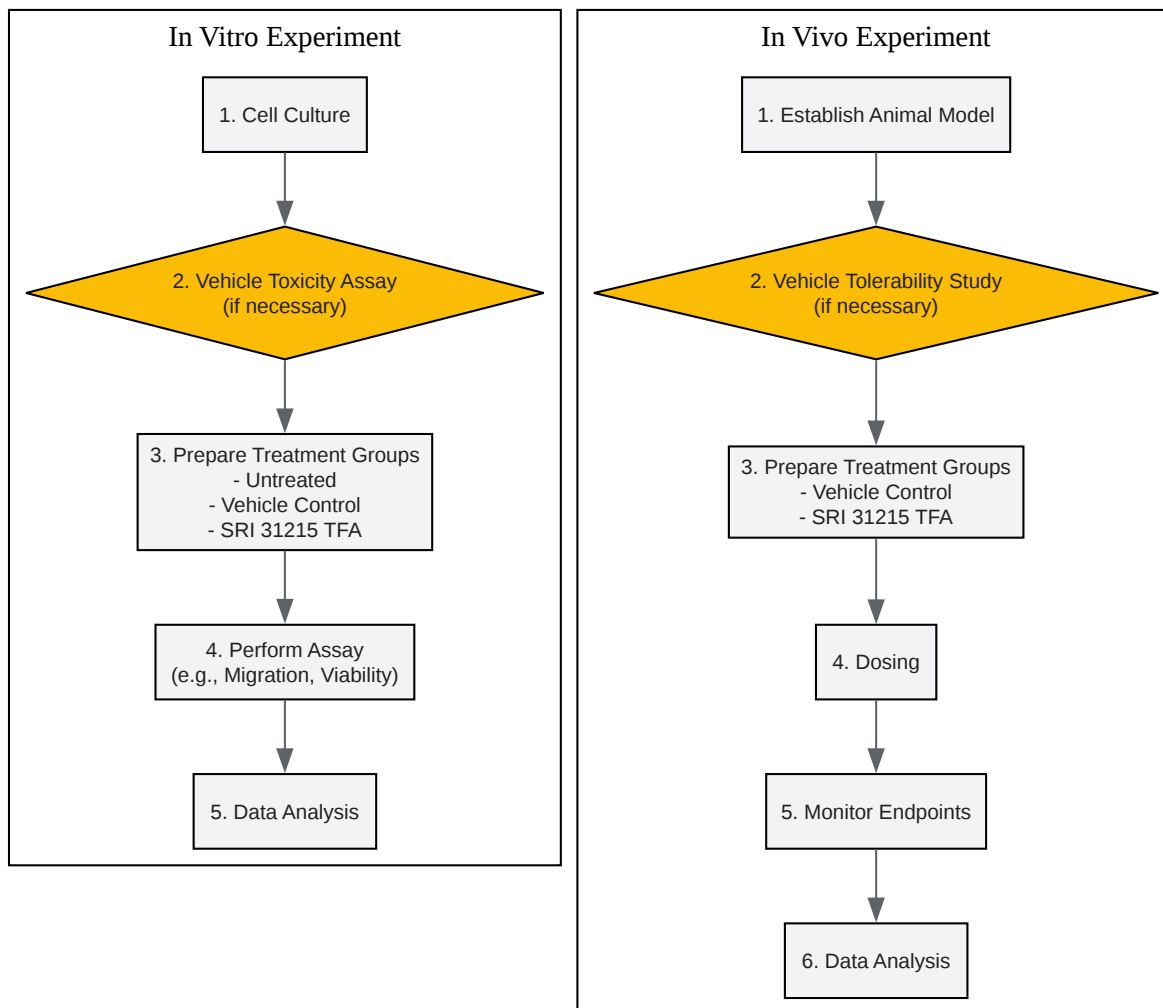 In Vitro Experiment
1. Cell Culture
2. Vehicle Toxicity Assay
(if necessary)
3. Prepare Treatment Groups
- Untreated
- Vehicle Control
- SRI 31215 TFA
4. Perform Assay
(e.g., Migration, Viability)
5. Data Analysis
In Vivo Experiment
1. Establish Animal Model
2. Vehicle Tolerability Study
(if necessary)
3. Prepare Treatment Groups
- Vehicle Control
- SRI 31215 TFA
4. Dosing
5. Monitor Endpoints
6. Data Analysis